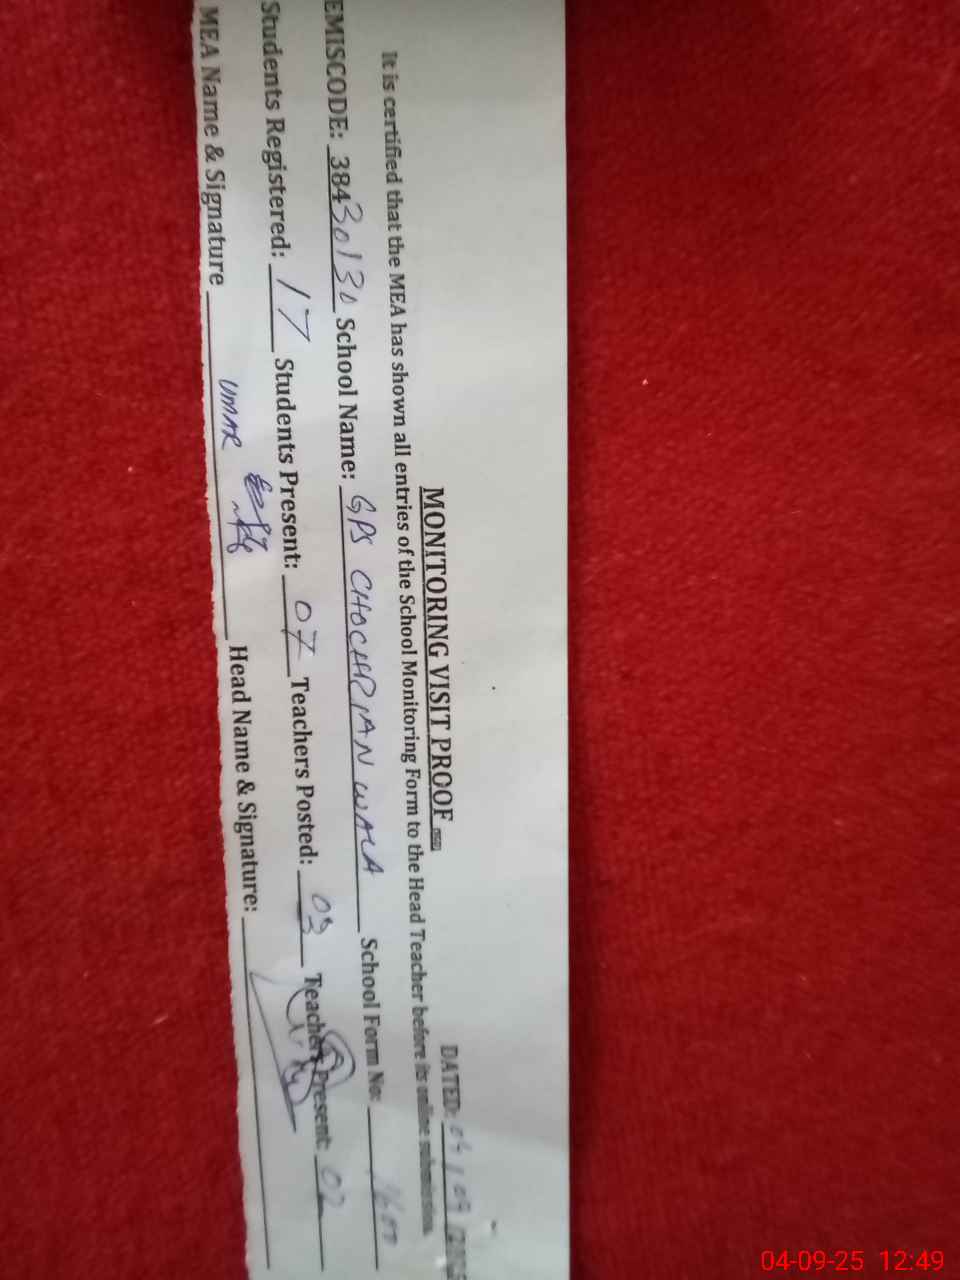 MONITORING VISIT PROOF
DATED: 04/09/2025
It is certified that the MEA has shown all entries of the School Monitoring Form to the Head Teacher before its online submission.
EMISCODE: 38430130 School Name: GPS CHOCHRIAN WALA School Form No:
Students Registered: 17 Students Present: 07 Teachers Posted: 03 Teachers Present: 02
MEA Name & Signature UMAR Head Name & Signature:
04-09-25 12:49